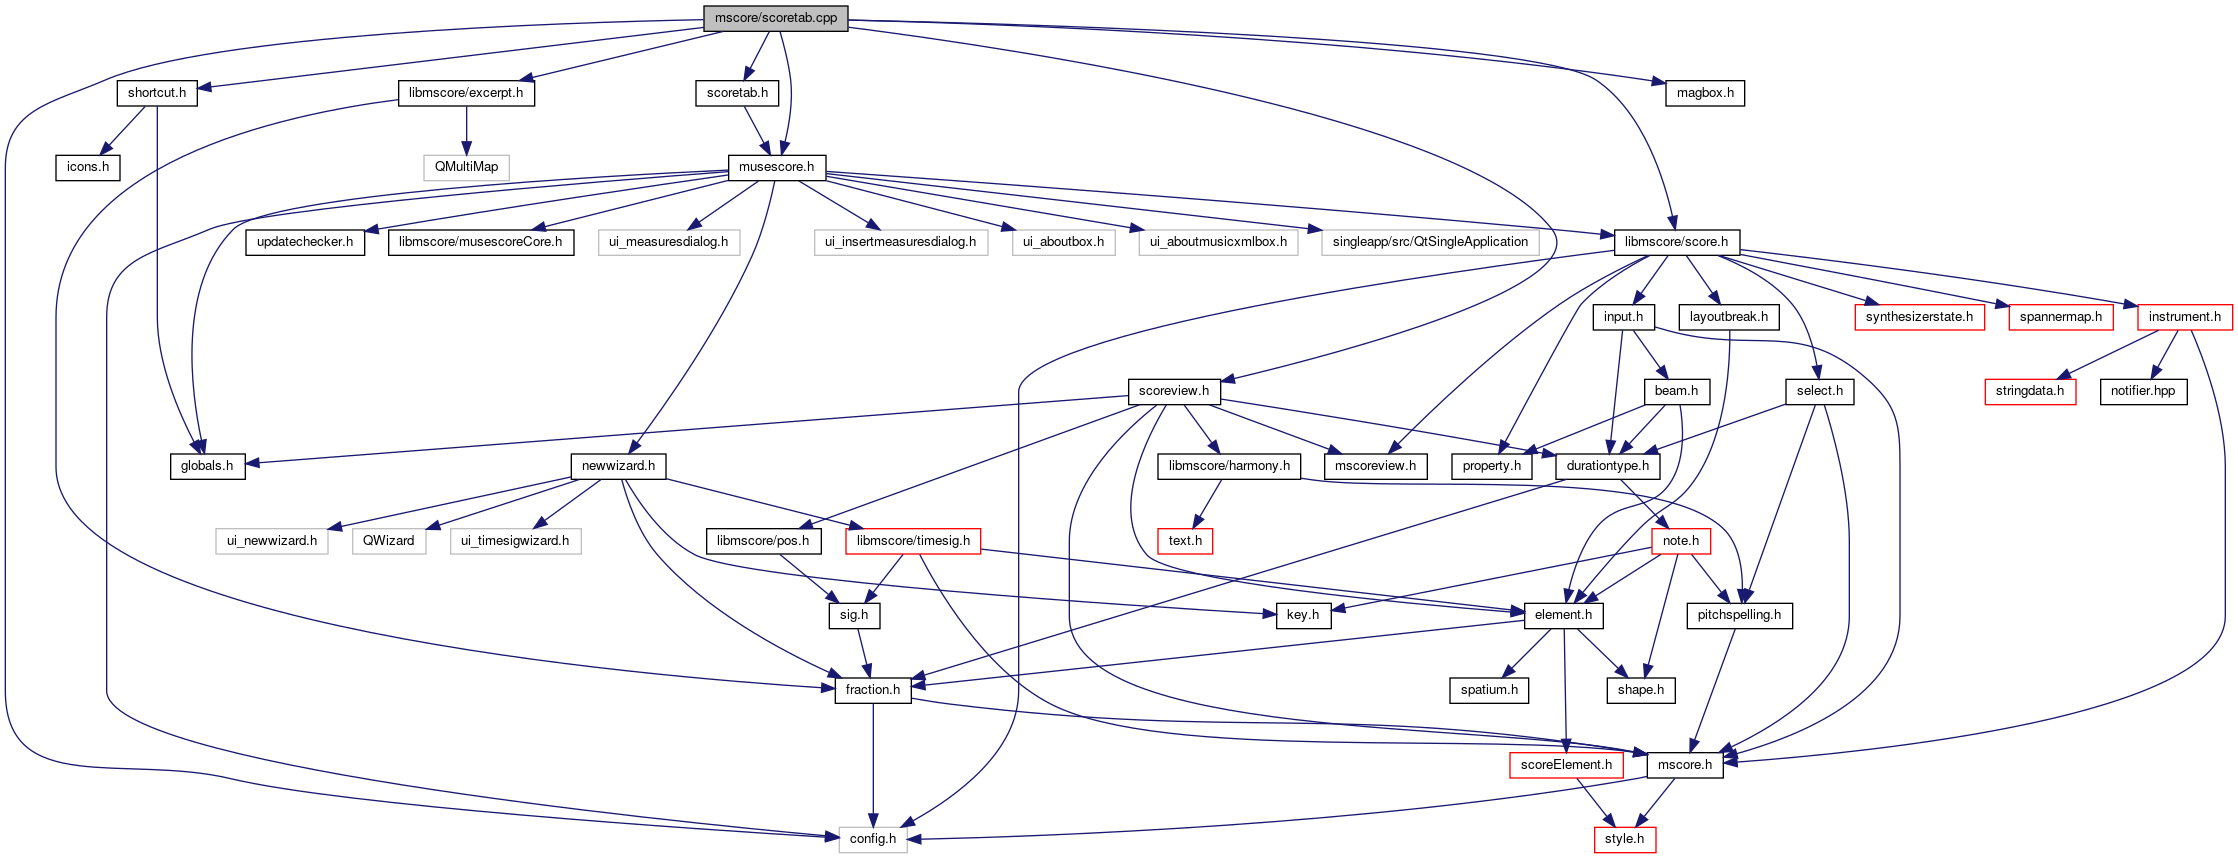 mscore/scoretab.cpp
shortcut.h
libmscore/excerpt.h
scoretab.h
magbox.h
icons.h
QMultiMap
musescore.h
updatechecker.h
libmscore/musescoreCore.h
ui_measuresdialog.h
ui_insertmeasuresdialog.h
ui_aboutbox.h
ui_aboutmusicxmlbox.h
singleapp/src/QtSingleApplication
libmscore/score.h
input.h
layoutbreak.h
synthesizerstate.h
spannermap.h
instrument.h
scoreview.h
beam.h
select.h
stringdata.h
notifier.hpp
globals.h
newwizard.h
libmscore/harmony.h
mscoreview.h
property.h
durationtype.h
ui_newwizard.h
QWizard
ui_timesigwizard.h
libmscore/pos.h
libmscore/timesig.h
text.h
note.h
sig.h
key.h
element.h
pitchspelling.h
fraction.h
spatium.h
shape.h
scoreElement.h
mscore.h
config.h
style.h